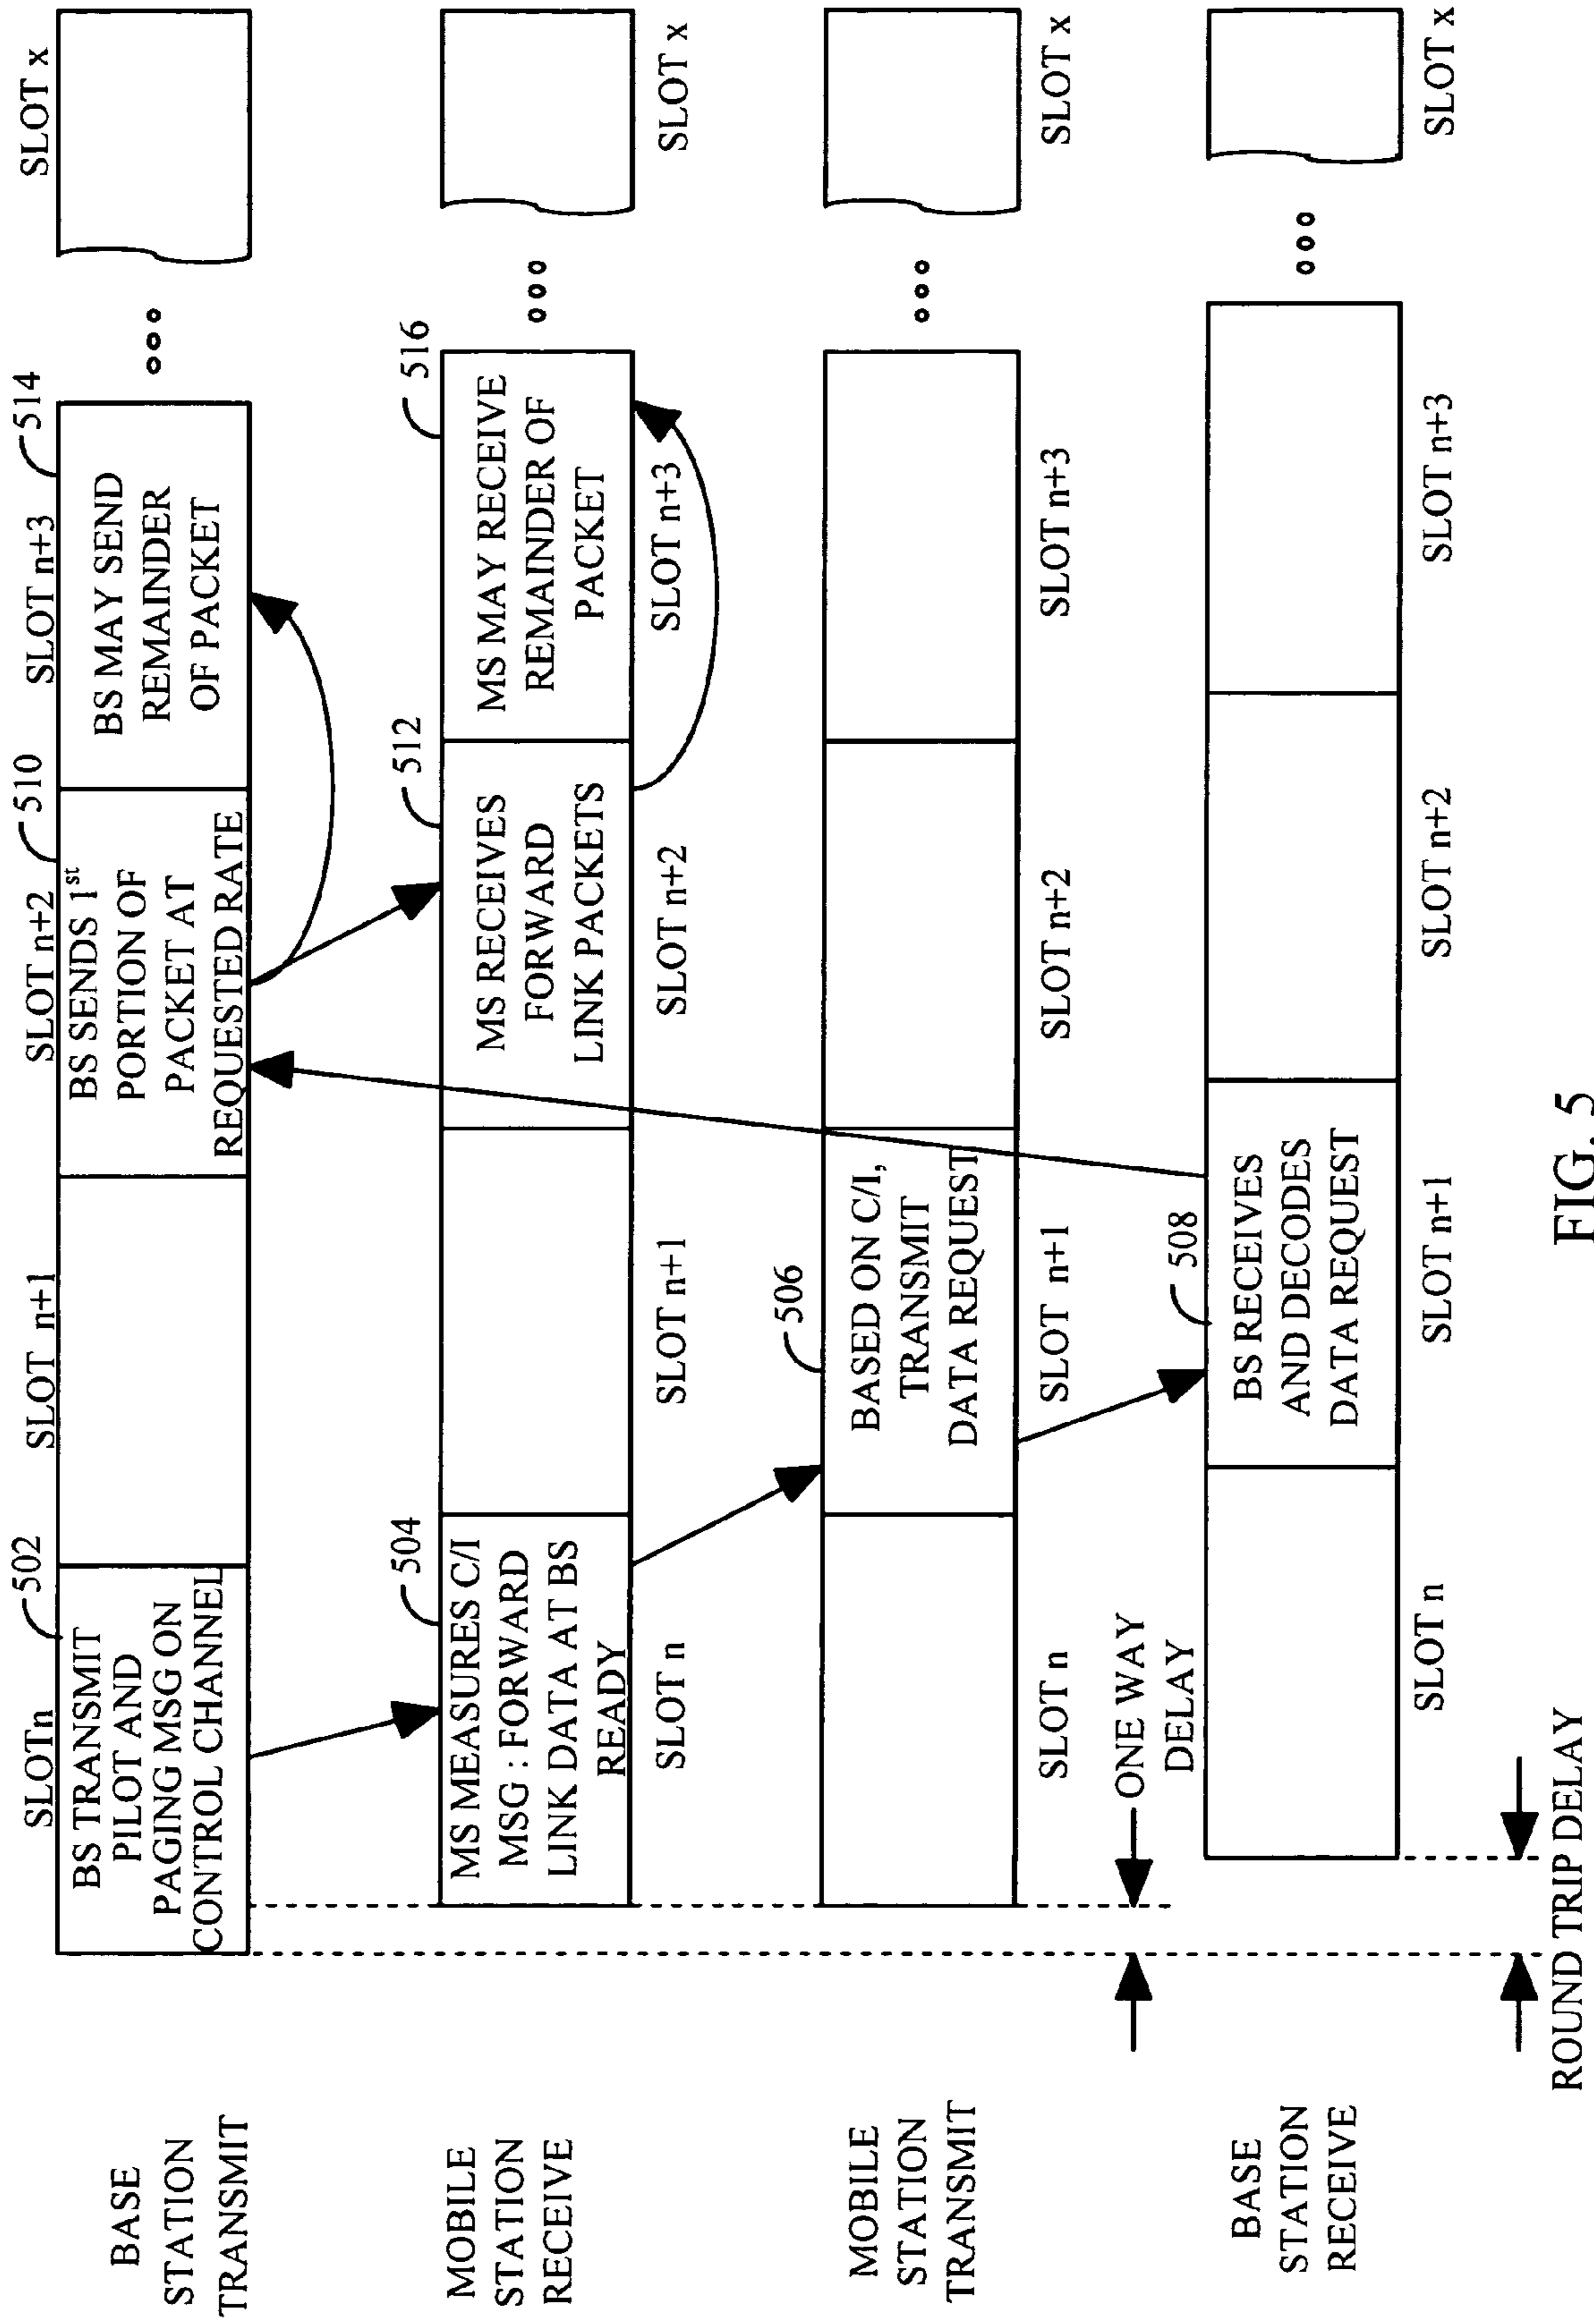 BASE
STATION
TRANSMIT
SLOTn
502
SLOT n+1
SLOT n+2
510
SLOT n+3
514
SLOT x
BS TRANSMIT
PILOT AND
PAGING MSG ON
CONTROL CHANNEL
BS SENDS 1st
PORTION OF
PACKET AT
REQUESTED RATE
BS MAY SEND
REMAINDER
OF PACKET
MOBILE
STATION
RECEIVE
504
512
516
MS MEASURES C/I
MSG : FORWARD
LINK DATA AT BS
READY
MS RECEIVES
FORWARD
LINK PACKETS
MS MAY RECEIVE
REMAINDER OF
PACKET
SLOT n
SLOT n+1
SLOT n+2
SLOT n+3
SLOT x
MOBILE
STATION
TRANSMIT
506
BASED ON C/I,
TRANSMIT
DATA REQUEST
SLOT n
SLOT n+1
SLOT n+2
SLOT n+3
SLOT x
ONE WAY
DELAY
BASE
STATION
RECEIVE
508
BS RECEIVES
AND DECODES
DATA REQUEST
SLOT n
SLOT n+1
SLOT n+2
SLOT n+3
SLOT x
ROUND TRIP DELAY
FIG. 5